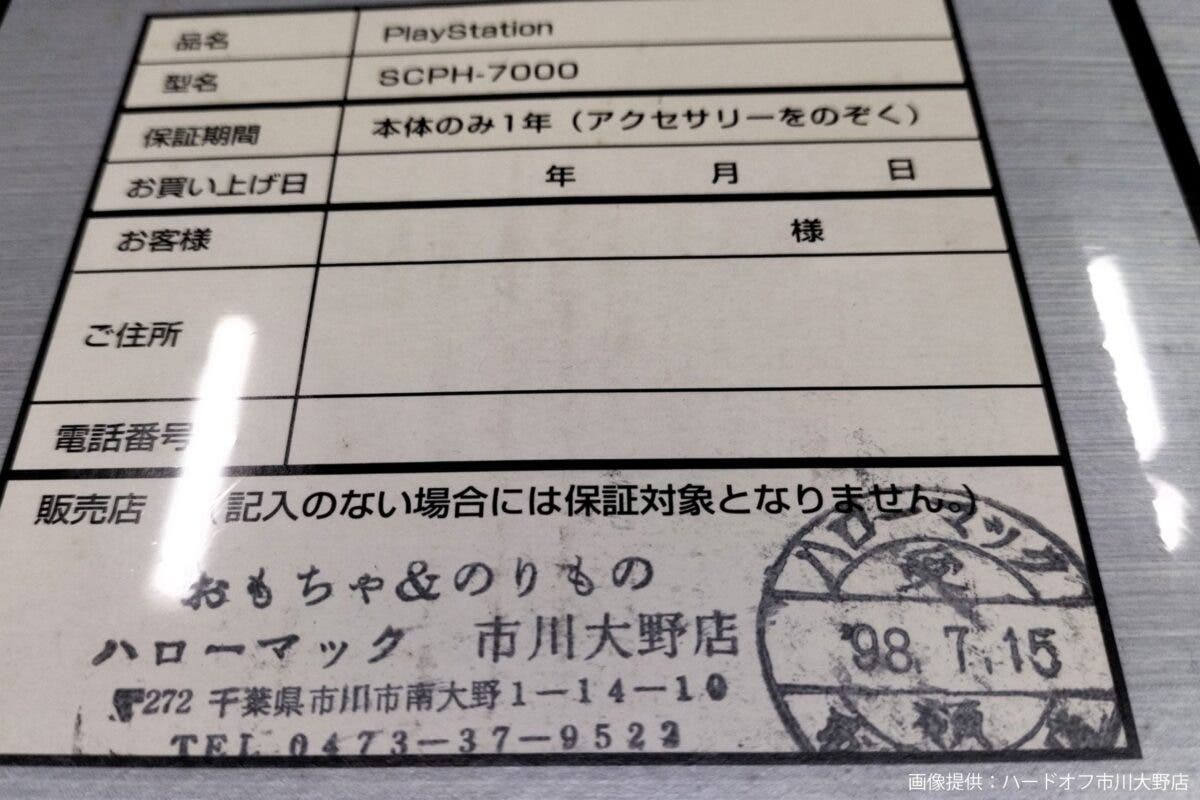 品名 PlayStation
型名 SCPH-7000
保証期間 本体のみ1年（アクセサリーをのぞく）
お買い上げ日 年 月 日
お客様 様
ご住所
電話番号
販売店 （記入のない場合には保証対象となりません。）
おもちゃ&のりもの
ハローマック 市川大野店
〒272 千葉県市川市南大野1－14－10
TEL 0473－37－9522
ハローマック
'98.7.15
画像提供：ハードオフ市川大野店